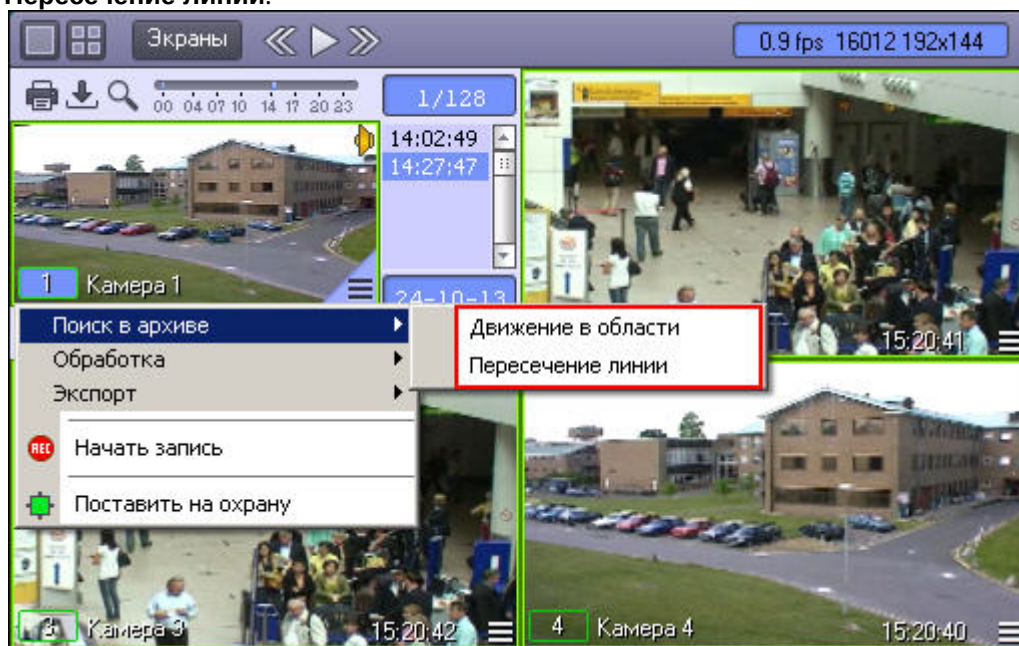 Пересечение линии.
Экраны
0.9 fps 16012 192x144
00 04 07 10 14 17 20 23
1/128
14:02:49
14:27:47
1 Камера 1
24-10-13
Поиск в архиве
Обработка
Экспорт
REC Начать запись
Поставить на охрану
Движение в области
Пересечение линии
15:20:41
3 Камера 3
15:20:42
4 Камера 4
15:20:40